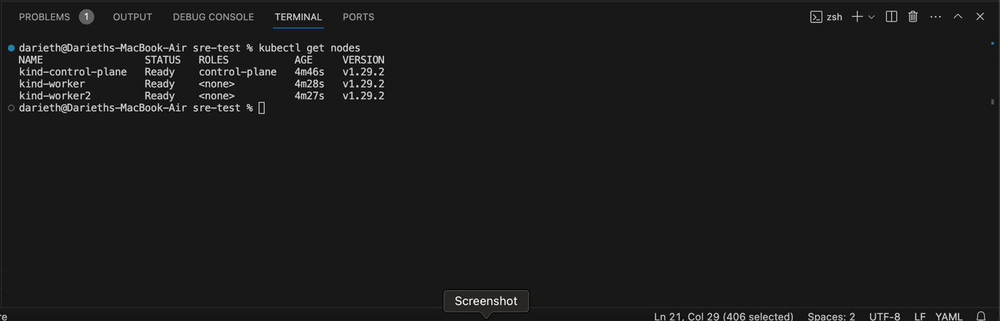 PROBLEMS 1 OUTPUT DEBUG CONSOLE TERMINAL PORTS zsh
darieth@Darieths-MacBook-Air sre-test % kubectl get nodes
NAME STATUS ROLES AGE VERSION
kind-control-plane Ready control-plane 4m46s v1.29.2
kind-worker Ready <none> 4m28s v1.29.2
kind-worker2 Ready <none> 4m27s v1.29.2
darieth@Darieths-MacBook-Air sre-test %
Screenshot
Ln 21, Col 29 (406 selected) Spaces: 2 UTF-8 LF YAML